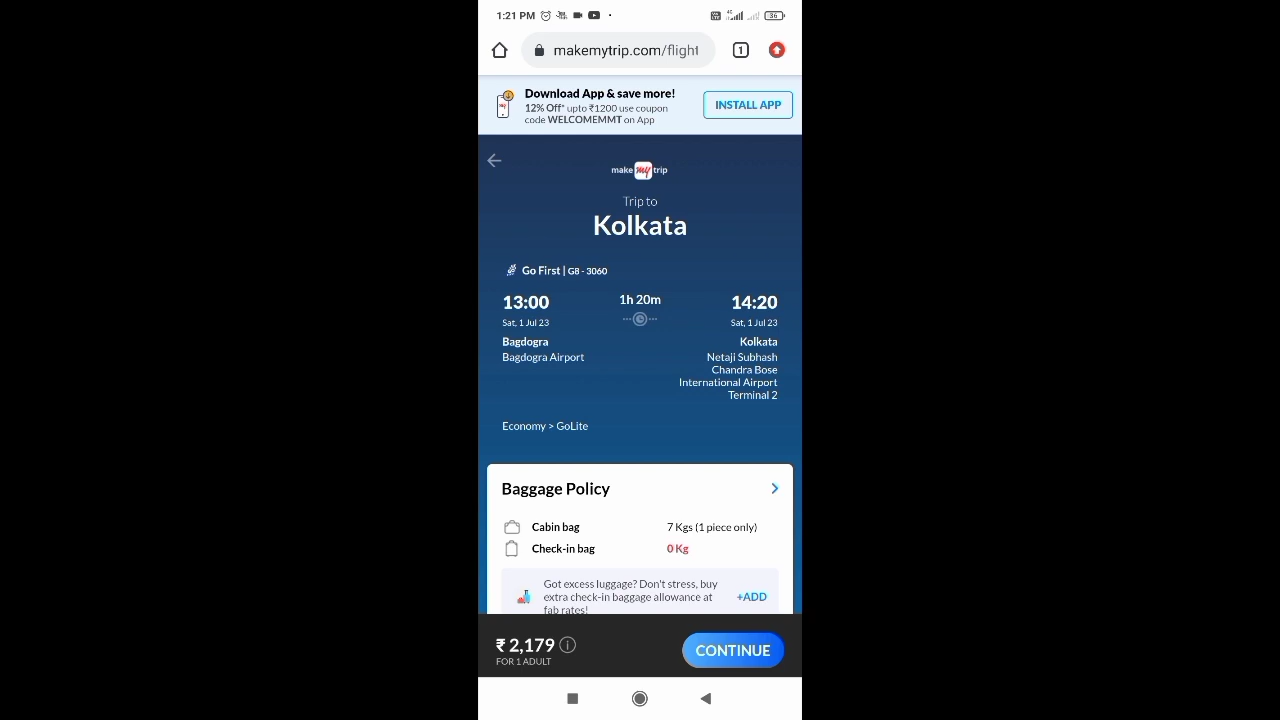 1:21 PM
36
makemytrip.com/flight
1
Download App & save more!
12% Off* upto ₹1200 use coupon
code WELCOMEMMT on App
INSTALL APP
make my trip
Trip to
Kolkata
Go First | G8 - 3060
13:00 1h 20m 14:20
Sat, 1 Jul 23 Sat, 1 Jul 23
Bagdogra Kolkata
Bagdogra Airport Netaji Subhash
Chandra Bose
International Airport
Terminal 2
Economy > GoLite
Baggage Policy
Cabin bag 7 Kgs (1 piece only)
Check-in bag 0 Kg
Got excess luggage? Don't stress, buy
extra check-in baggage allowance at
fab rates!
+ADD
₹ 2,179
FOR 1 ADULT
CONTINUE